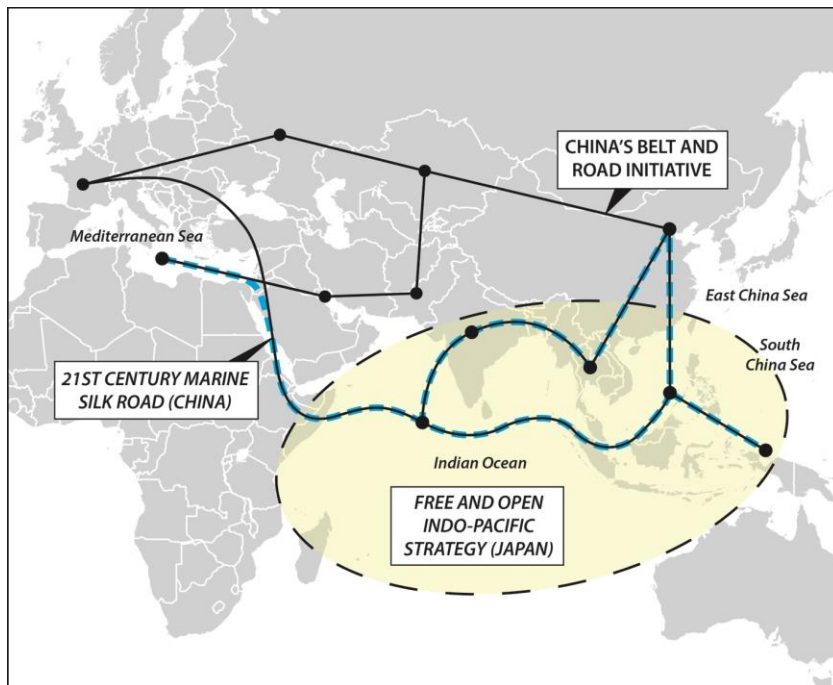 CHINA'S BELT AND
ROAD INITIATIVE
Mediterranean Sea
East China Sea
South
China Sea
21ST CENTURY MARINE
SILK ROAD (CHINA)
Indian Ocean
FREE AND OPEN
INDO-PACIFIC
STRATEGY (JAPAN)